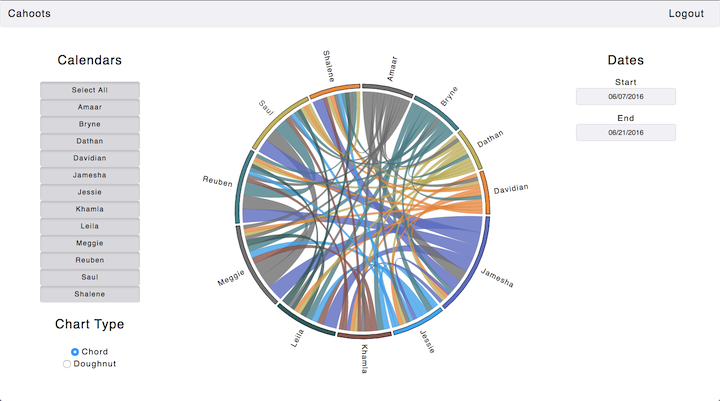 Cahoots
Logout
Calendars
Select All
Amaar
Bryne
Dathan
Davidian
Jamesha
Jessie
Khamla
Leila
Meggie
Reuben
Saul
Shalene
Chart Type
Chord
Doughnut
Amaar
Bryne
Dathan
Davidian
Jamesha
Jessie
Khamla
Leila
Meggie
Reuben
Saul
Shalene
Dates
Start
06/07/2016
End
06/21/2016